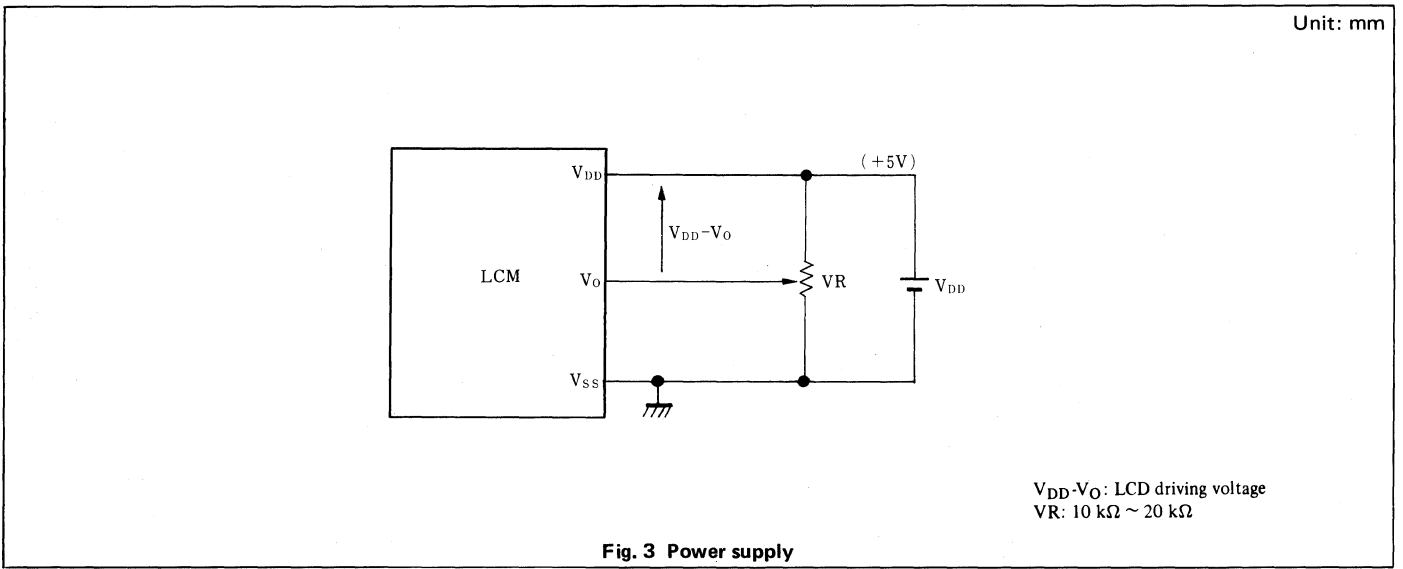 Unit: mm
(+5V)
VDD
VDD-VO
LCM
VO
VR
VDD
VSS
VDD-VO: LCD driving voltage
VR: 10 kΩ ~ 20 kΩ
Fig. 3 Power supply